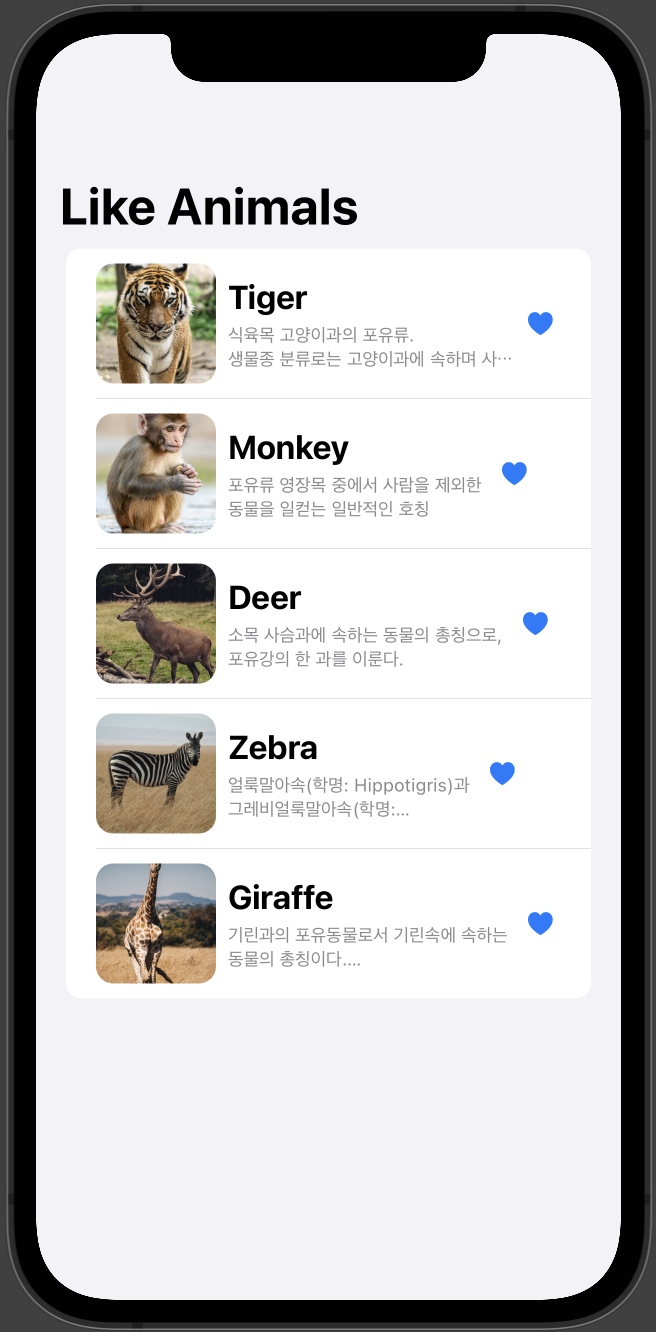 Like Animals
Tiger
식육목 고양이과의 포유류.
생물종 분류로는 고양이과에 속하며 사…
Monkey
포유류 영장목 중에서 사람을 제외한
동물을 일컫는 일반적인 호칭
Deer
소목 사슴과에 속하는 동물의 총칭으로,
포유강의 한 과를 이룬다.
Zebra
얼룩말아속(학명: Hippotigris)과
그레비얼룩말아속(학명:...
Giraffe
기린과의 포유동물로서 기린속에 속하는
동물의 총칭이다....